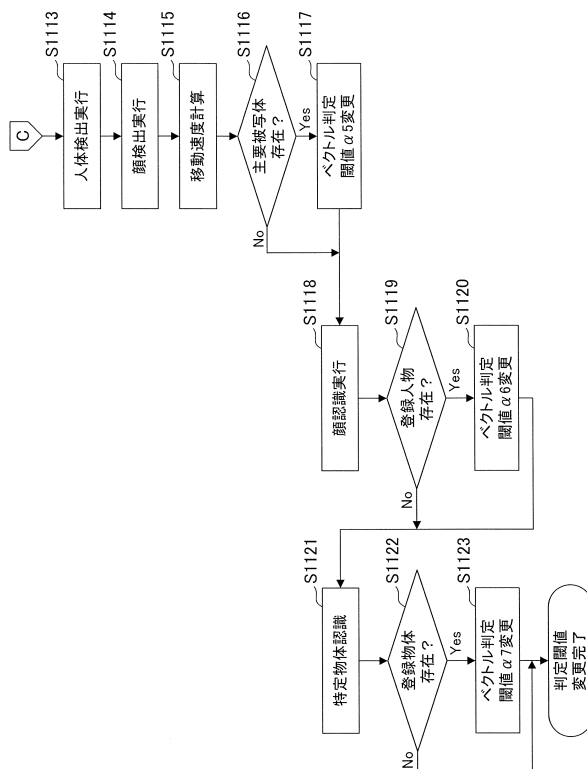 C
S1113
人体検出実行
S1114
顔検出実行
S1115
移動速度計算
S1116
主要被写体
存在？
Yes
No
S1117
ベクトル判定
閾値α5変更
S1118
顔認識実行
S1119
登録人物
存在？
Yes
No
S1120
ベクトル判定
閾値α6変更
S1121
特定物体認識
S1122
登録物体
存在？
Yes
No
S1123
ベクトル判定
閾値α7変更
判定閾値
変更完了